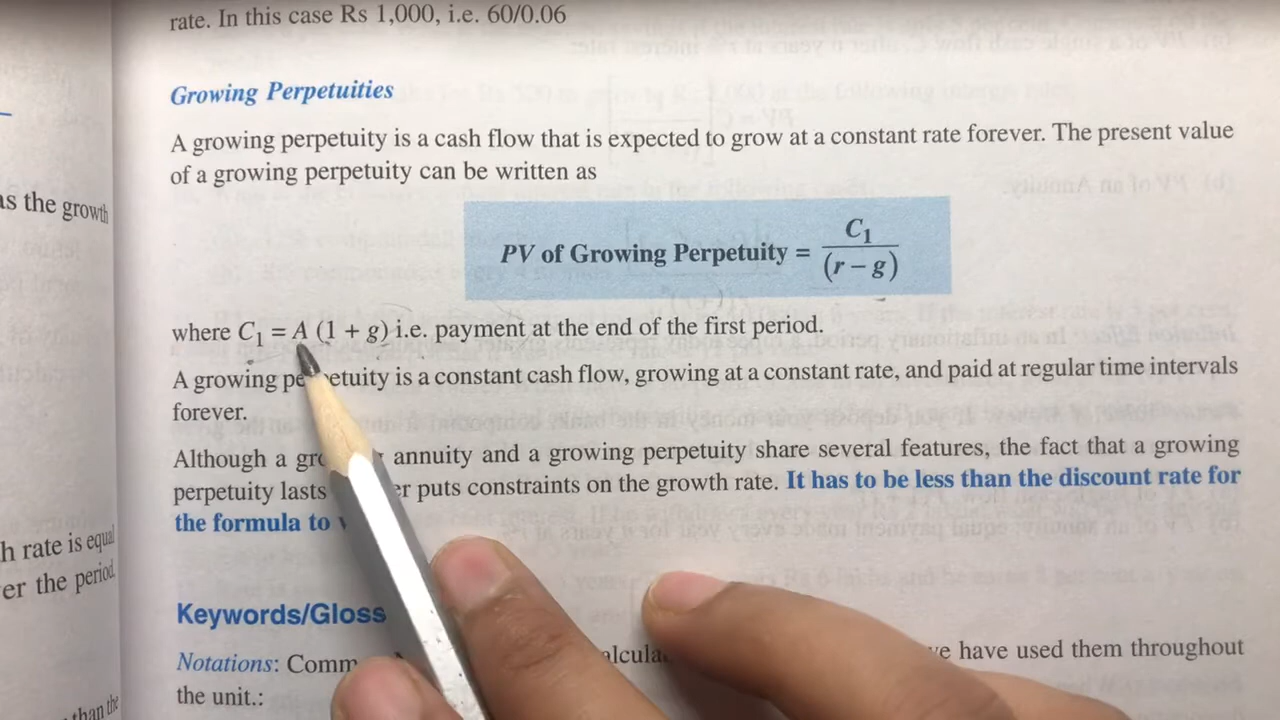 rate. In this case Rs 1,000, i.e. 60/0.06
Growing Perpetuities
A growing perpetuity is a cash flow that is expected to grow at a constant rate forever. The present value
of a growing perpetuity can be written as
as the growth
PV of Growing Perpetuity = C₁/(r – g)
where C₁ = A (1 + g) i.e. payment at the end of the first period.
A growing perpetuity is a constant cash flow, growing at a constant rate, and paid at regular time intervals
forever.
Although a annuity and a growing perpetuity share several features, the fact that a growing
perpetuity lasts puts constraints on the growth rate. It has to be less than the discount rate for
the formula to
h rate is equal
er the period.
Keywords/Gloss
Notations: Comm have used them throughout
the unit.:
than the